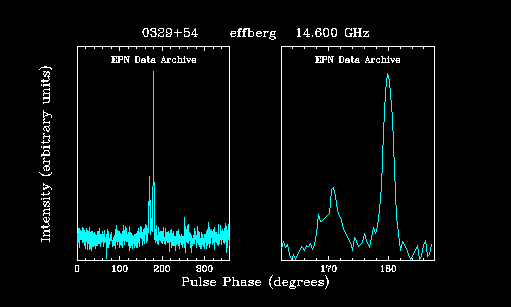 0329+54 effberg 14.600 GHz
EPN Data Archive EPN Data Archive
Intensity (arbitrary units)
0 100 200 300 170 180
Pulse Phase (degrees)